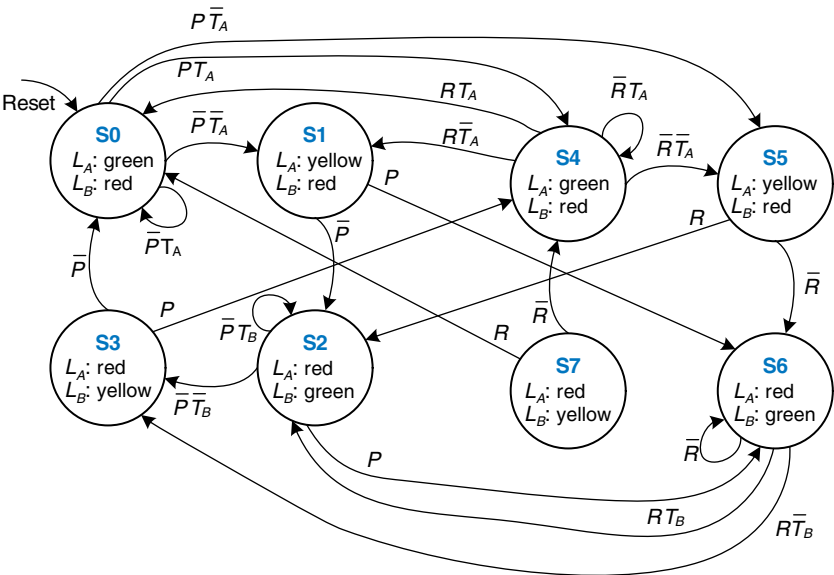 P T̅A
PTA
Reset
S0
LA: green
LB: red
P̅ T̅A
S1
LA: yellow
LB: red
RTA
RT̅A
S4
LA: green
LB: red
R̅TA
R̅T̅A
S5
LA: yellow
LB: red
P̅TA
P
P̅
R
R̅
P̅
P
S3
LA: red
LB: yellow
P̅TB
P̅T̅B
S2
LA: red
LB: green
R
R̅
S7
LA: red
LB: yellow
S6
LA: red
LB: green
R̅
P
RTB
RT̅B